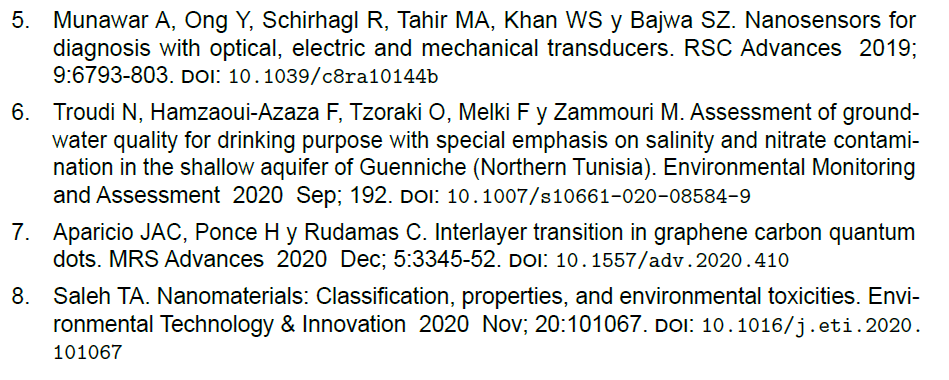 5. Munawar A, Ong Y, Schirhagl R, Tahir MA, Khan WS y Bajwa SZ. Nanosensors for
diagnosis with optical, electric and mechanical transducers. RSC Advances 2019;
9:6793-803. DOI: 10.1039/c8ra10144b
6. Troudi N, Hamzaoui-Azaza F, Tzoraki O, Melki F y Zammouri M. Assessment of ground-
water quality for drinking purpose with special emphasis on salinity and nitrate contami-
nation in the shallow aquifer of Guenniche (Northern Tunisia). Environmental Monitoring
and Assessment 2020 Sep; 192. DOI: 10.1007/s10661-020-08584-9
7. Aparicio JAC, Ponce H y Rudamas C. Interlayer transition in graphene carbon quantum
dots. MRS Advances 2020 Dec; 5:3345-52. DOI: 10.1557/adv.2020.410
8. Saleh TA. Nanomaterials: Classification, properties, and environmental toxicities. Envi-
ronmental Technology & Innovation 2020 Nov; 20:101067. DOI: 10.1016/j.eti.2020.
101067